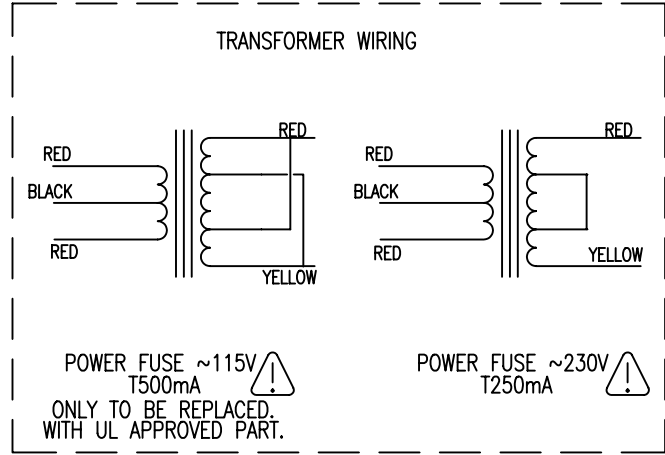 TRANSFORMER WIRING
RED
RED
BLACK
RED
YELLOW
RED
RED
BLACK
RED
YELLOW
POWER FUSE ~115V
T500mA
ONLY TO BE REPLACED.
WITH UL APPROVED PART.
!
POWER FUSE ~230V
T250mA
!